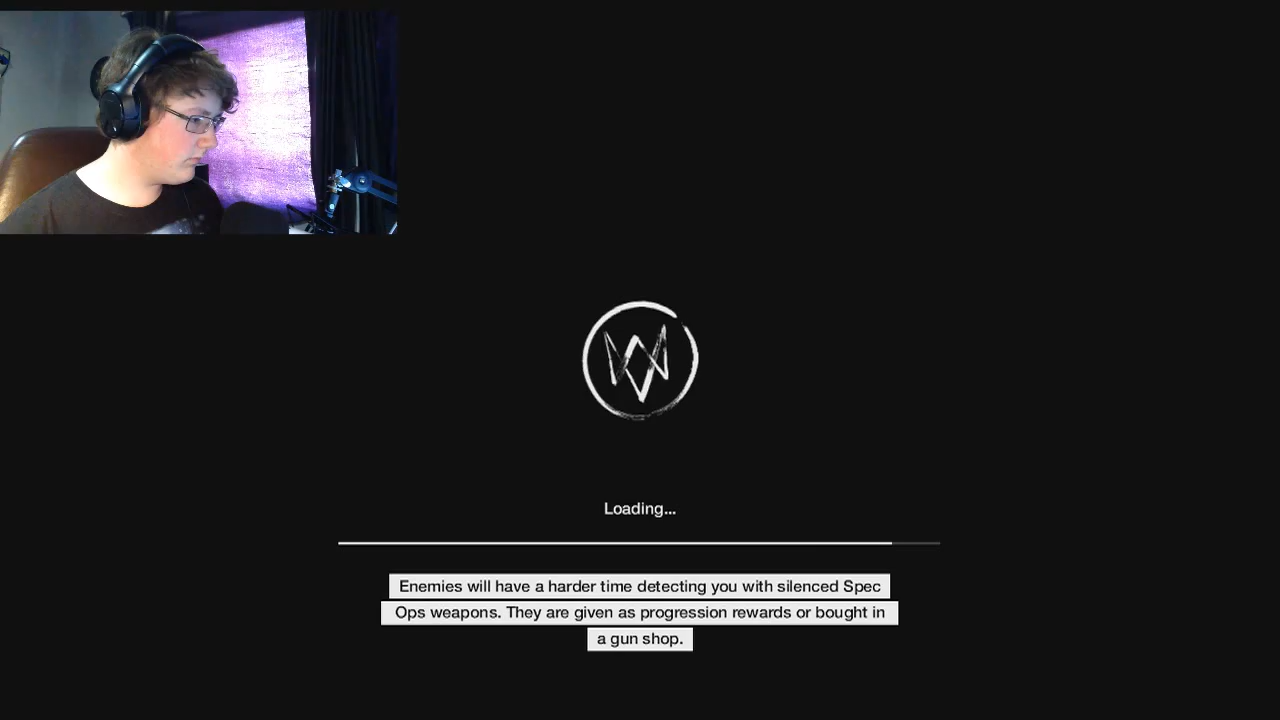 Loading...
Enemies will have a harder time detecting you with silenced Spec
Ops weapons. They are given as progression rewards or bought in
a gun shop.